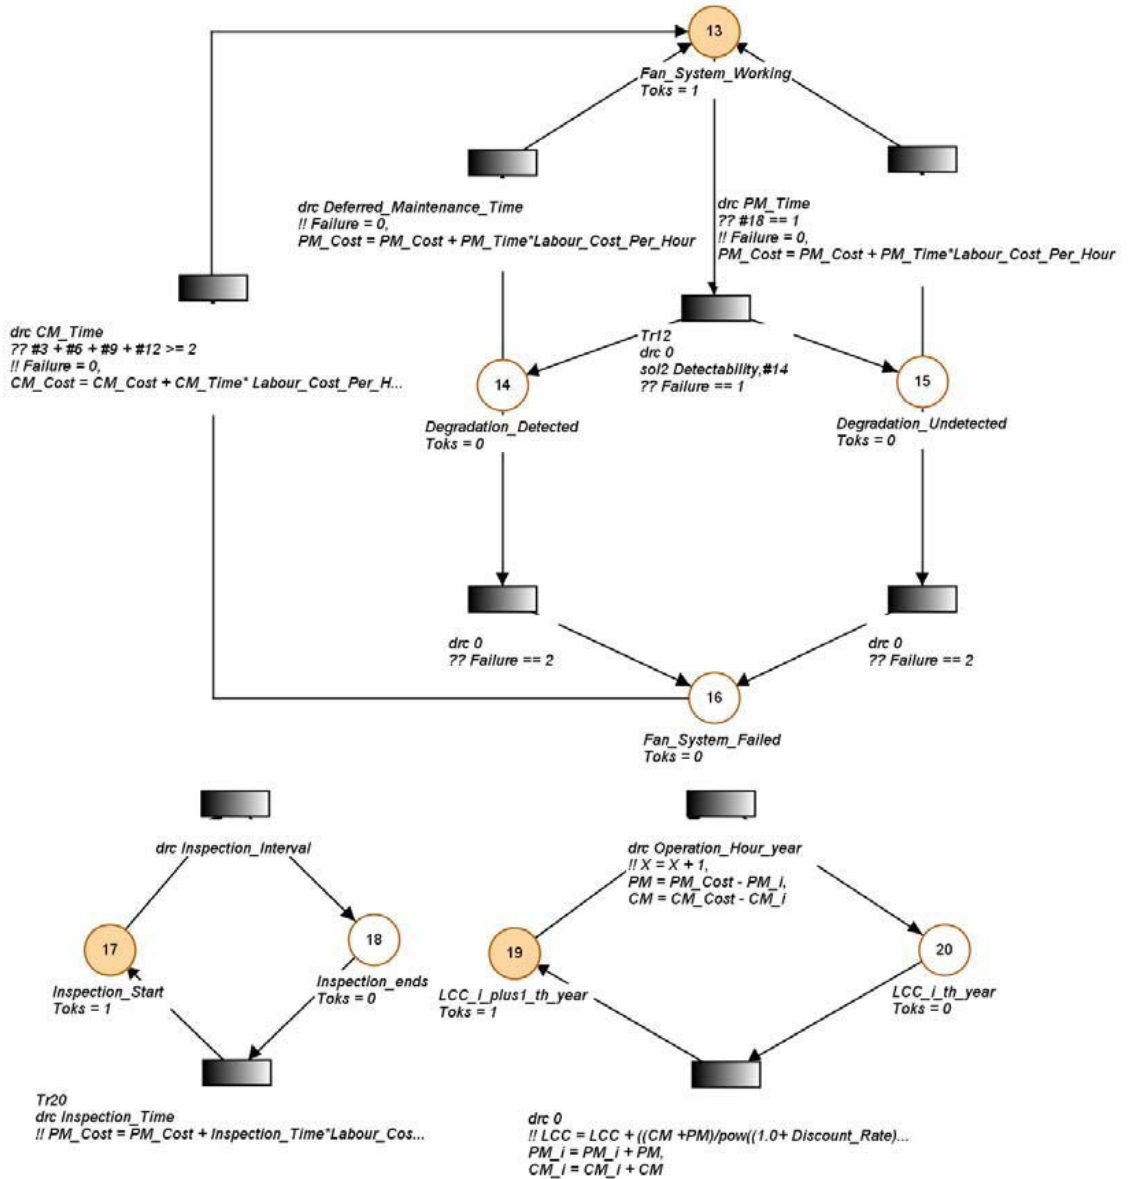 13
Fan_System_Working
Toks = 1
drc Deferred_Maintenance_Time
!! Failure = 0,
PM_Cost = PM_Cost + PM_Time*Labour_Cost_Per_Hour
drc PM_Time
?? #18 == 1
!! Failure = 0,
PM_Cost = PM_Cost + PM_Time*Labour_Cost_Per_Hour
drc CM_Time
?? #3 + #6 + #9 + #12 >= 2
!! Failure = 0,
CM_Cost = CM_Cost + CM_Time* Labour_Cost_Per_H...
Tr12
drc 0
sol2 Detectability,#14
?? Failure == 1
14
Degradation_Detected
Toks = 0
15
Degradation_Undetected
Toks = 0
drc 0
?? Failure == 2
drc 0
?? Failure == 2
16
Fan_System_Failed
Toks = 0
drc Inspection_Interval
17
Inspection_Start
Toks = 1
18
Inspection_ends
Toks = 0
Tr20
drc Inspection_Time
!! PM_Cost = PM_Cost + Inspection_Time*Labour_Cos...
drc Operation_Hour_year
!! X = X + 1,
PM = PM_Cost - PM_i,
CM = CM_Cost - CM_i
19
LCC_i_plus1_th_year
Toks = 1
20
LCC_i_th_year
Toks = 0
drc 0
!! LCC = LCC + ((CM +PM)/pow((1.0+ Discount_Rate)...
PM_i = PM_i + PM,
CM_i = CM_i + CM